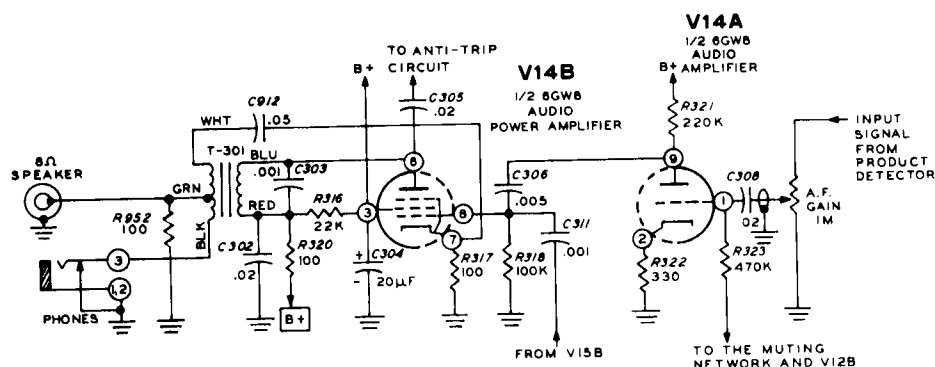 V14A
1/2 6GW8
AUDIO
AMPLIFIER
B+
TO ANTI-TRIP
CIRCUIT
B+
V14B
1/2 6GW8
AUDIO
POWER AMPLIFIER
C305
.02
R321
220K
INPUT
SIGNAL
FROM
PRODUCT
DETECTOR
C912
.05
WHT
T-301
BLU
.001
C303
6
9
8Ω
SPEAKER
GRN
C306
.005
C308
.02
A.F.
GAIN
1M
R952
100
BLK
RED
R316
22K
3
8
7
C311
.001
2
1
C302
.02
R320
100
C304
+
-
20µF
R317
100
R318
100K
R322
330
R323
470K
3
1,2
PHONES
B+
FROM V15B
TO THE MUTING
NETWORK AND V12B